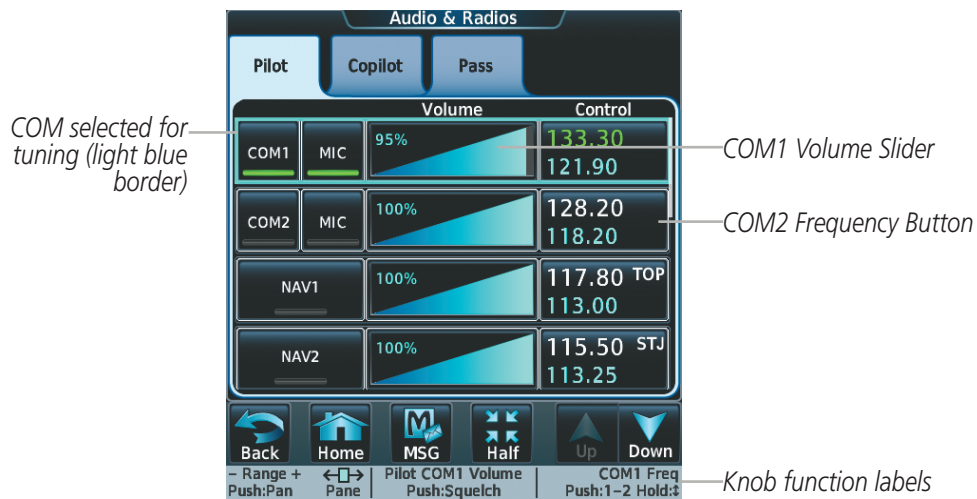 Audio & Radios
Pilot
Copilot
Pass
Volume
Control
COM selected for
tuning (light blue
border)
COM1
MIC
95%
133.30
121.90
COM1 Volume Slider
COM2
MIC
100%
128.20
118.20
COM2 Frequency Button
NAV1
100%
117.80 TOP
113.00
NAV2
100%
115.50 STJ
113.25
Back
Home
MSG
Half
Up
Down
– Range +
Push:Pan
Pane
Pilot COM1 Volume
Push:Squelch
COM1 Freq
Push:1–2 Hold:↕
Knob function labels